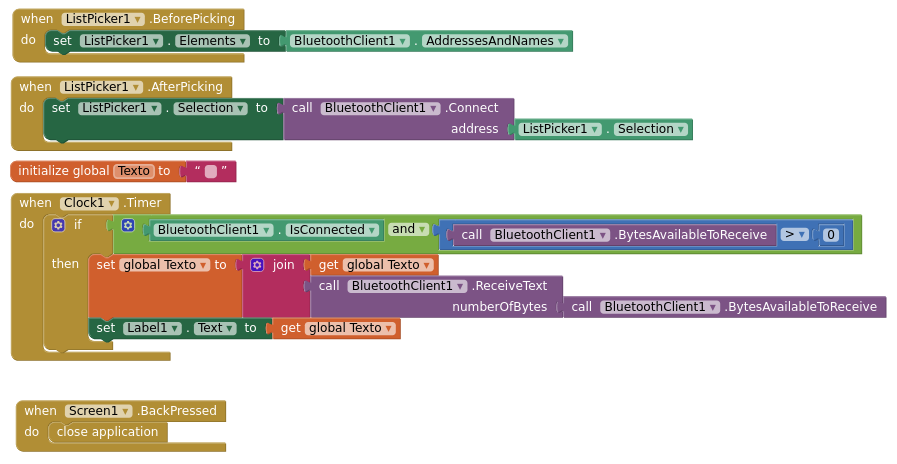 when ListPicker1 .BeforePicking
do set ListPicker1 . Elements to BluetoothClient1 . AddressesAndNames
when ListPicker1 .AfterPicking
do set ListPicker1 . Selection to call BluetoothClient1 .Connect
address ListPicker1 . Selection
initialize global Texto to “ ”
when Clock1 .Timer
do if BluetoothClient1 . IsConnected and call BluetoothClient1 .BytesAvailableToReceive > 0
then set global Texto to join get global Texto
call BluetoothClient1 .ReceiveText
numberOfBytes call BluetoothClient1 .BytesAvailableToReceive
set Label1 . Text to get global Texto
when Screen1 .BackPressed
do close application